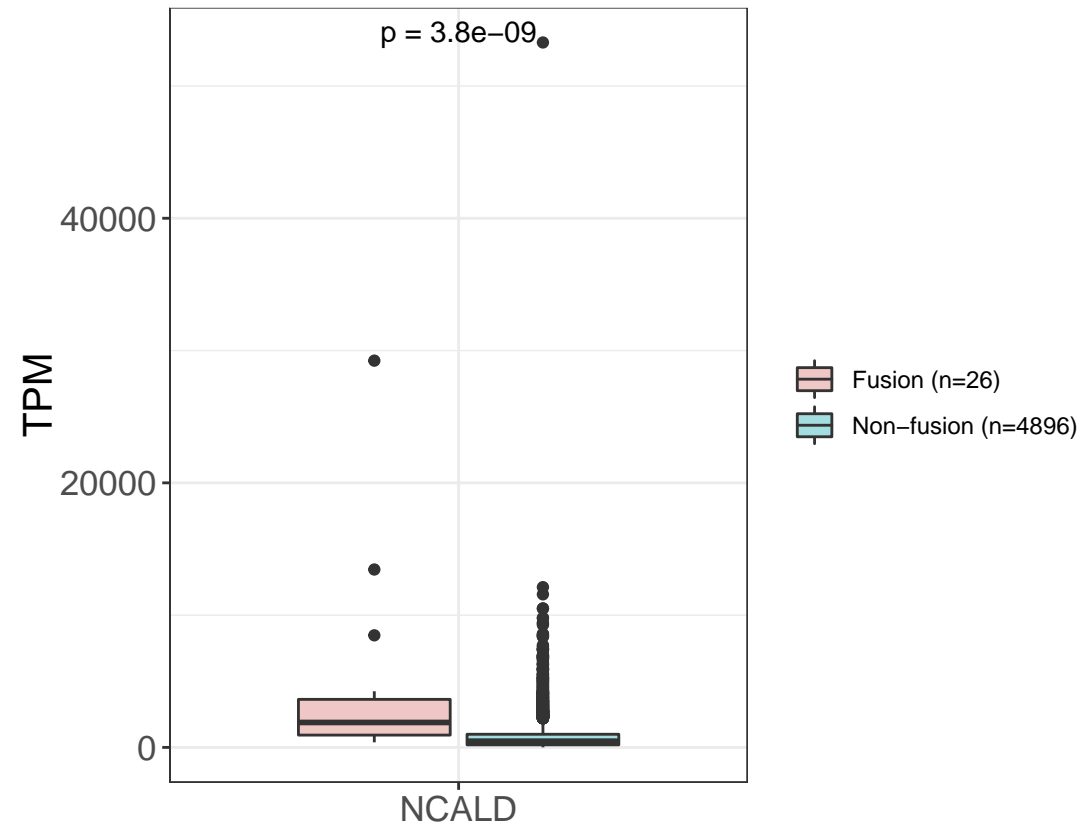 p = 3.8e−09
TPM
40000
20000
0
NCALD
Fusion (n=26)
Non−fusion (n=4896)